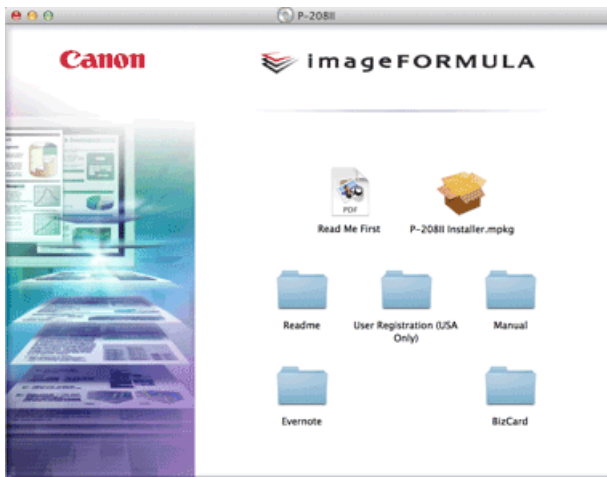 P-208II
Canon
imageFORMULA
PDF
Read Me First
P-208II Installer.mpkg
Readme
User Registration (USA
Only)
Manual
Evernote
BizCard